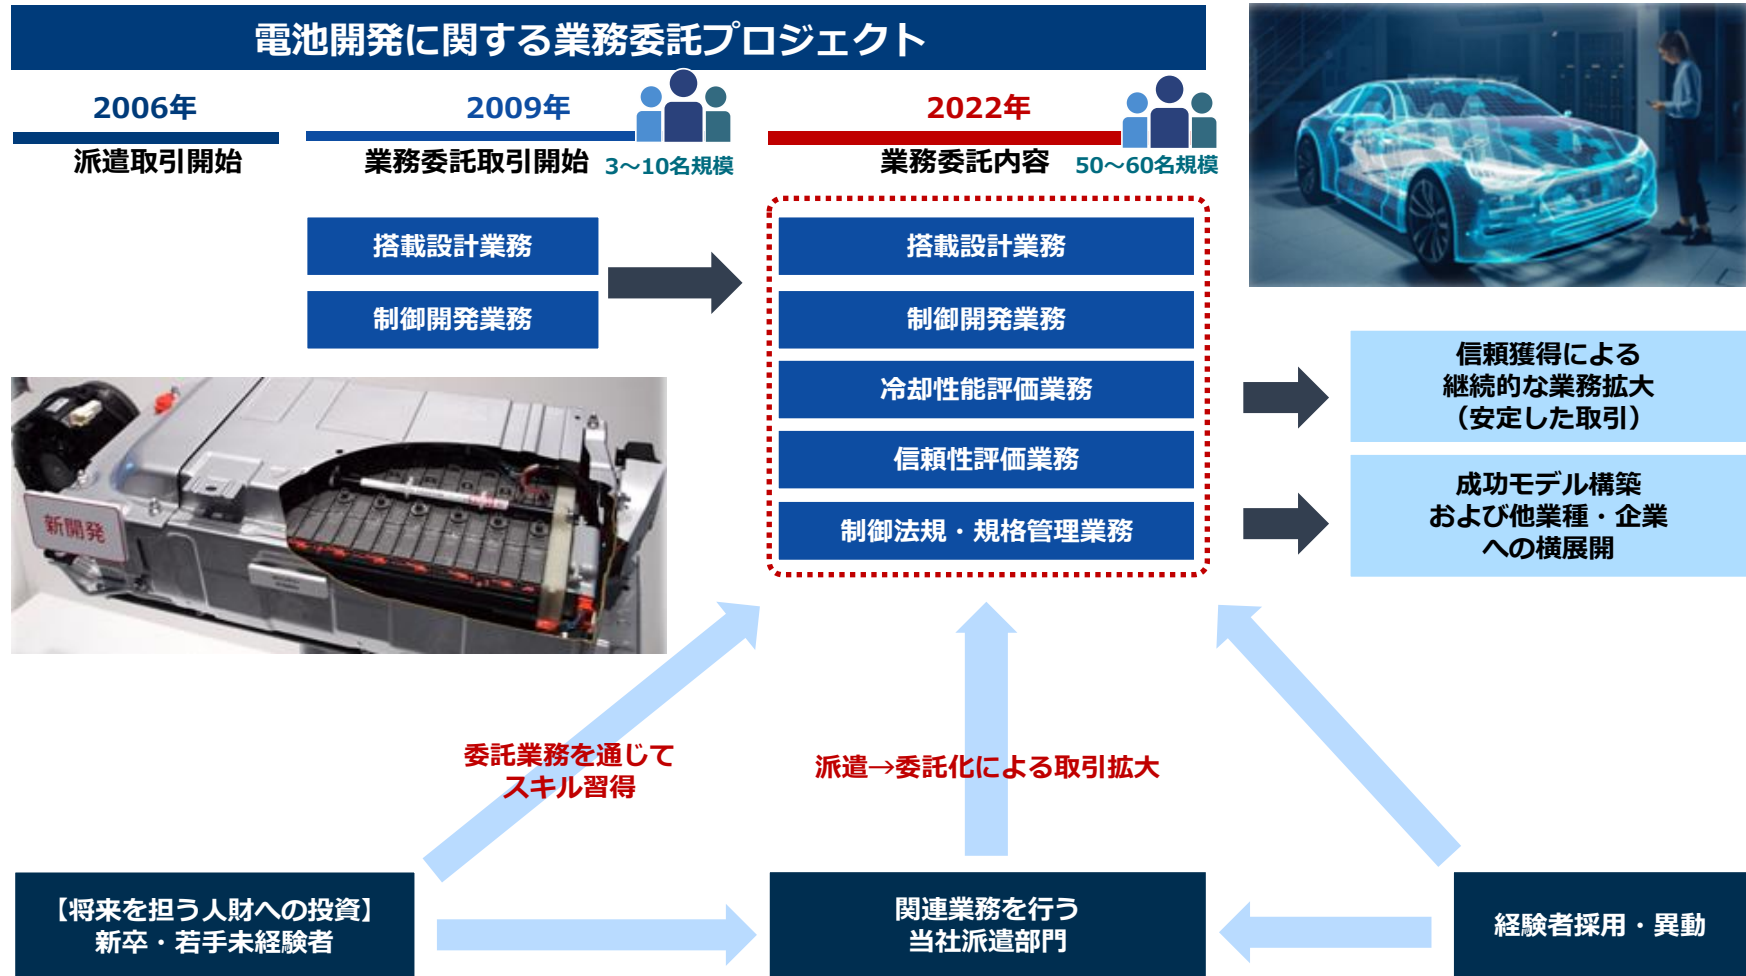 電池開発に関する業務委託プロジェクト
2006年
派遣取引開始
2009年
業務委託取引開始
3～10名規模
2022年
業務委託内容
50～60名規模
搭載設計業務
制御開発業務
搭載設計業務
制御開発業務
冷却性能評価業務
信頼性評価業務
制御法規・規格管理業務
新開発
信頼獲得による
継続的な業務拡大
（安定した取引）
成功モデル構築
および他業種・企業
への横展開
委託業務を通じて
スキル習得
派遣→委託化による取引拡大
【将来を担う人財への投資】
新卒・若手未経験者
関連業務を行う
当社派遣部門
経験者採用・異動